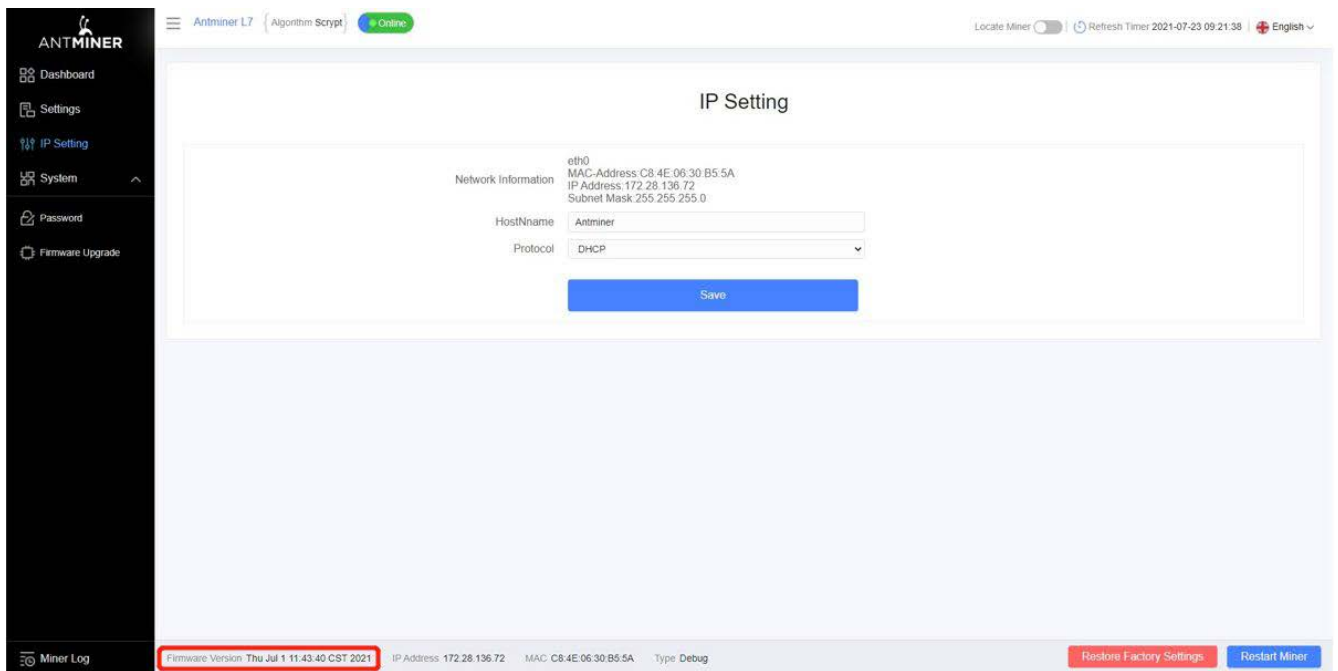 ANTMINER
Antminer L7 {Algorithm Scrypt} Online
Locate Miner Refresh Timer 2021-07-23 09:21:38 English
Dashboard
Settings
IP Setting
System
Password
Firmware Upgrade
IP Setting
Network Information
eth0
MAC-Address:C8:4E:06:30:B5:5A
IP Address:172.28.136.72
Subnet Mask:255.255.255.0
HostNname Antminer
Protocol DHCP
Save
Miner Log
Firmware Version Thu Jul 1 11:43:40 CST 2021 IP Address 172.28.136.72 MAC C8:4E:06:30:B5:5A Type Debug
Restore Factory Settings Restart Miner